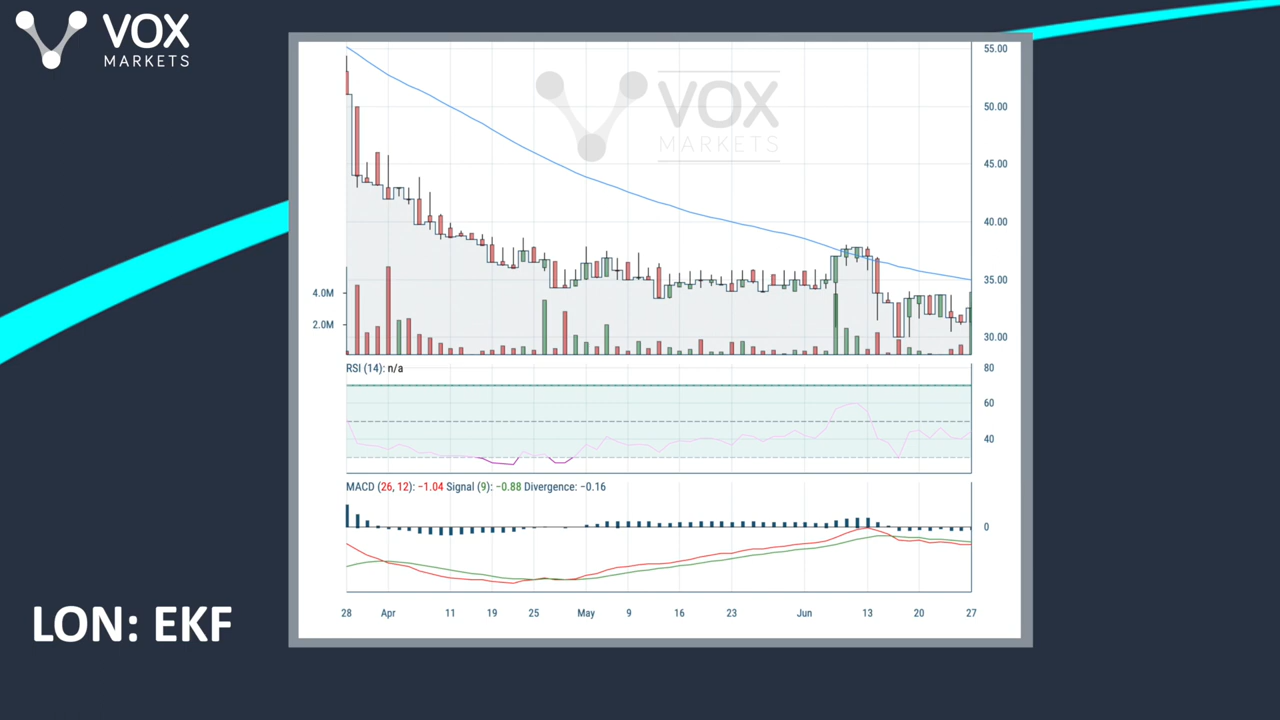 VOX
MARKETS
VOX
MARKETS
55.00
50.00
45.00
40.00
35.00
30.00
4.0M
2.0M
RSI (14): n/a
80
60
40
MACD (26, 12): −1.04 Signal (9): −0.88 Divergence: −0.16
0
28 Apr 11 19 25 May 9 16 23 Jun 13 20 27
LON: EKF